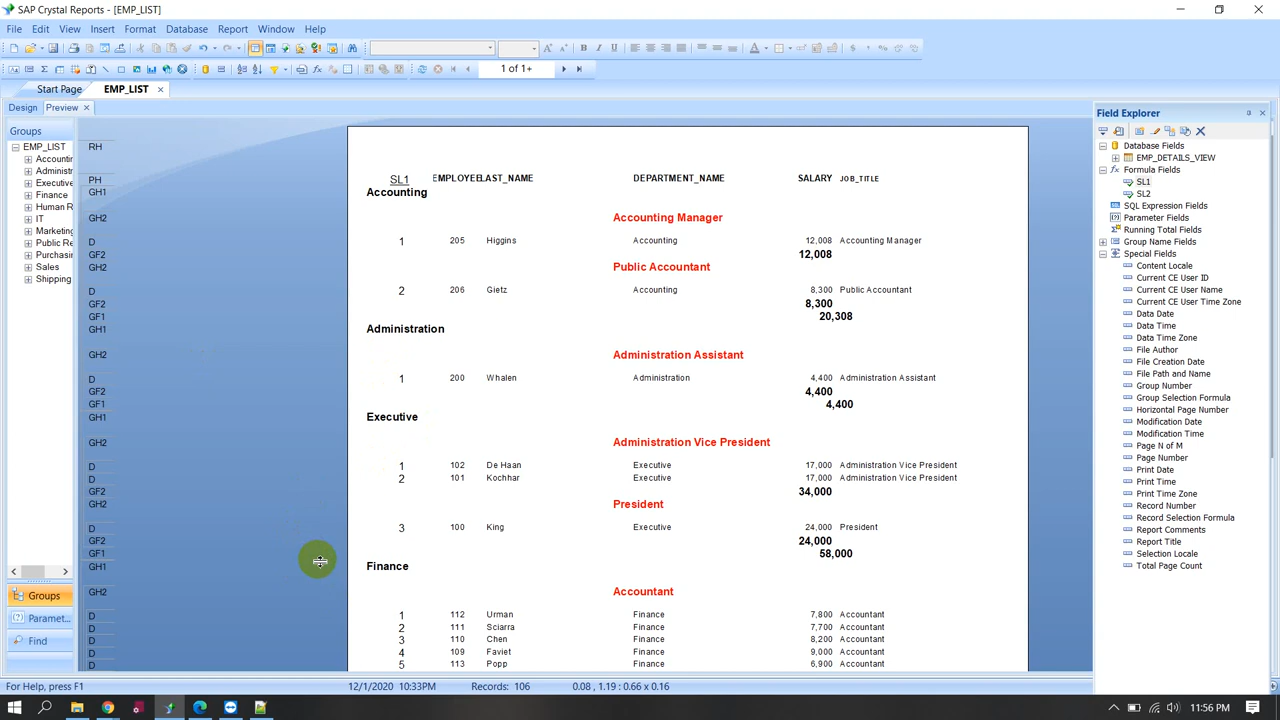 SAP Crystal Reports - [EMP_LIST]
File Edit View Insert Format Database Report Window Help
1 of 1+
Start Page EMP_LIST
Design Preview
Groups
EMP_LIST
Accountin
Administr
Executive
Finance
Human R
IT
Marketing
Public Re
Purchasin
Sales
Shipping
Groups
Paramet...
Find
RH
PH SL1 EMPLOYEE LAST_NAME DEPARTMENT_NAME SALARY JOB_TITLE
GH1 Accounting
GH2 Accounting Manager
D 1 205 Higgins Accounting 12,008 Accounting Manager
GF2 12,008
GH2 Public Accountant
D 2 206 Gietz Accounting 8,300 Public Accountant
GF2 8,300
GF1 20,308
GH1 Administration
GH2 Administration Assistant
D 1 200 Whalen Administration 4,400 Administration Assistant
GF2 4,400
GF1 4,400
GH1 Executive
GH2 Administration Vice President
D 1 102 De Haan Executive 17,000 Administration Vice President
D 2 101 Kochhar Executive 17,000 Administration Vice President
GF2 34,000
GH2 President
D 3 100 King Executive 24,000 President
GF2 24,000
GF1 58,000
GH1 Finance
GH2 Accountant
D 1 112 Urman Finance 7,800 Accountant
D 2 111 Sciarra Finance 7,700 Accountant
D 3 110 Chen Finance 8,200 Accountant
D 4 109 Faviet Finance 9,000 Accountant
D 5 113 Popp Finance 6,900 Accountant
Field Explorer
Database Fields
EMP_DETAILS_VIEW
Formula Fields
SL1
SL2
SQL Expression Fields
Parameter Fields
Running Total Fields
Group Name Fields
Special Fields
Content Locale
Current CE User ID
Current CE User Name
Current CE User Time Zone
Data Date
Data Time
Data Time Zone
File Author
File Creation Date
File Path and Name
Group Number
Group Selection Formula
Horizontal Page Number
Modification Date
Modification Time
Page N of M
Page Number
Print Date
Print Time
Print Time Zone
Record Number
Record Selection Formula
Report Comments
Report Title
Selection Locale
Total Page Count
For Help, press F1 12/1/2020 10:33PM Records: 106 0.08 , 1.19 : 0.66 x 0.16
11:56 PM